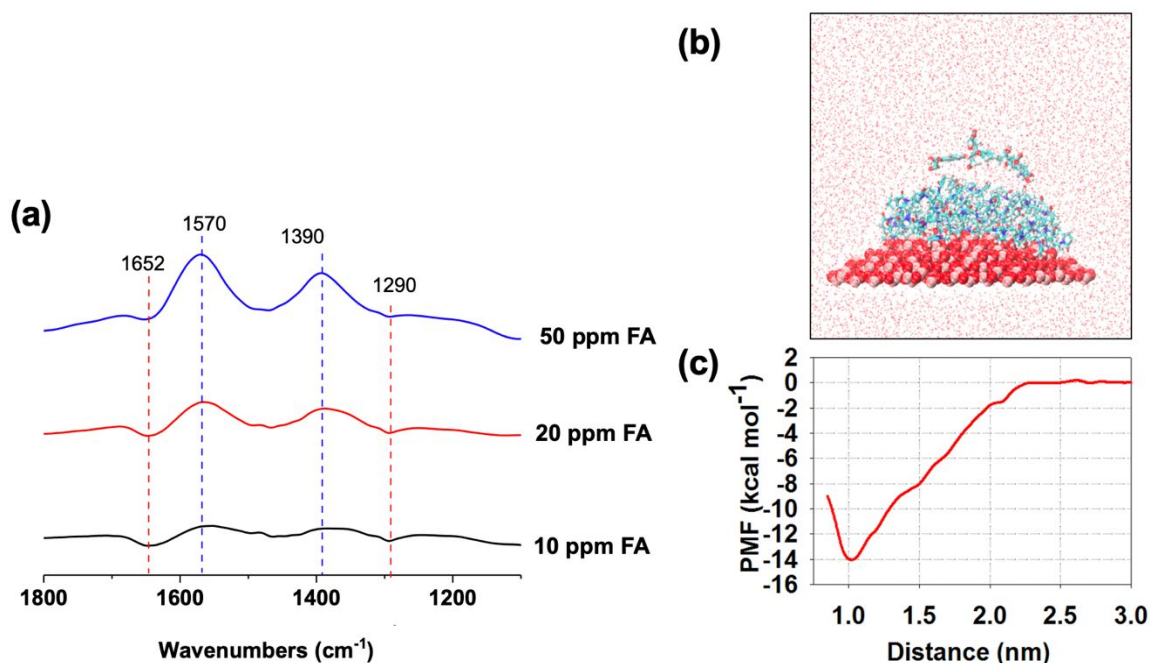 (a)
1652
1570
1390
1290
50 ppm FA
20 ppm FA
10 ppm FA
1800
1600
1400
1200
Wavenumbers (cm⁻¹)
(b)
(c)
PMF (kcal mol⁻¹)
2
0
-2
-4
-6
-8
-10
-12
-14
-16
1.0
1.5
2.0
2.5
3.0
Distance (nm)